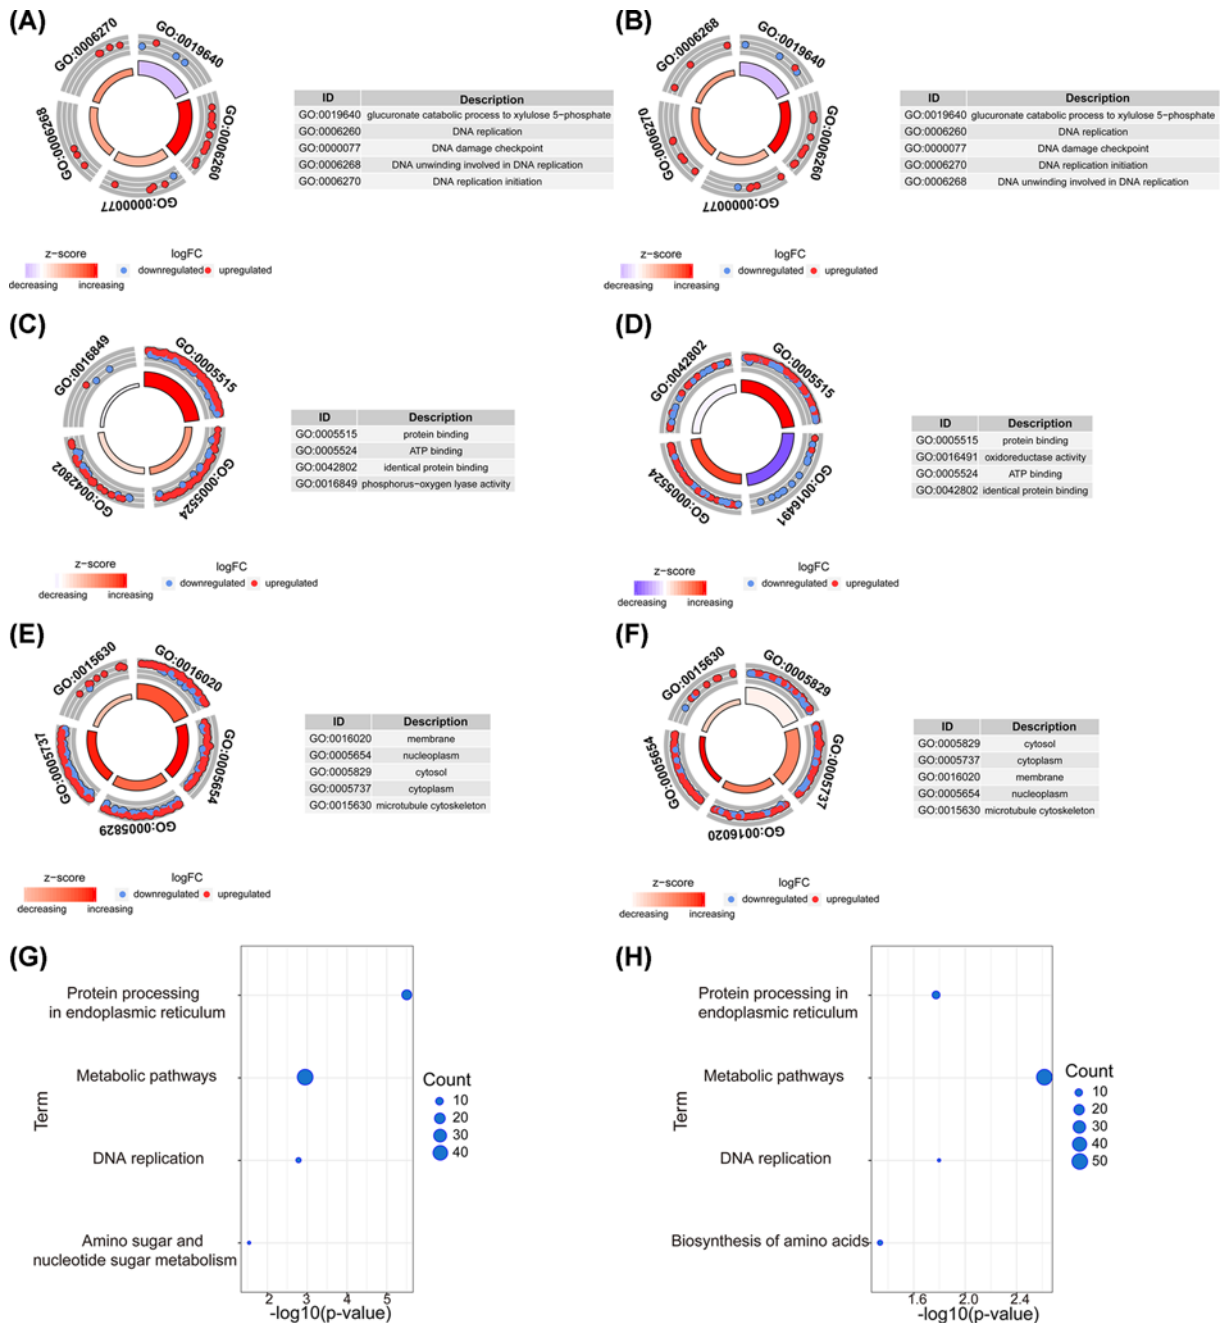 (A)
GO:0006270
GO:0019640
GO:0006268
GO:0006260
GO:0000077
ID Description
GO:0019640 glucuronate catabolic process to xylulose 5-phosphate
GO:0006260 DNA replication
GO:0000077 DNA damage checkpoint
GO:0006268 DNA unwinding involved in DNA replication
GO:0006270 DNA replication initiation
z-score logFC
downregulated upregulated
decreasing increasing
(B)
GO:0006268
GO:0019640
GO:0006270
GO:0006260
GO:0000077
ID Description
GO:0019640 glucuronate catabolic process to xylulose 5-phosphate
GO:0006260 DNA replication
GO:0000077 DNA damage checkpoint
GO:0006270 DNA replication initiation
GO:0006268 DNA unwinding involved in DNA replication
z-score logFC
downregulated upregulated
decreasing increasing
(C)
GO:0016849
GO:0005515
GO:0042802
GO:0005524
ID Description
GO:0005515 protein binding
GO:0005524 ATP binding
GO:0042802 identical protein binding
GO:0016849 phosphorus-oxygen lyase activity
z-score logFC
downregulated upregulated
decreasing increasing
(D)
GO:0042802
GO:0005515
GO:0005524
GO:0016491
ID Description
GO:0005515 protein binding
GO:0016491 oxidoreductase activity
GO:0005524 ATP binding
GO:0042802 identical protein binding
z-score logFC
downregulated upregulated
decreasing increasing
(E)
GO:0015630
GO:0016020
GO:0005737
GO:0005654
GO:0005829
ID Description
GO:0016020 membrane
GO:0005654 nucleoplasm
GO:0005829 cytosol
GO:0005737 cytoplasm
GO:0015630 microtubule cytoskeleton
z-score logFC
downregulated upregulated
decreasing increasing
(F)
GO:0015630
GO:0005829
GO:0005654
GO:0005737
GO:0016020
ID Description
GO:0005829 cytosol
GO:0005737 cytoplasm
GO:0016020 membrane
GO:0005654 nucleoplasm
GO:0015630 microtubule cytoskeleton
z-score logFC
downregulated upregulated
decreasing increasing
(G)
Protein processing
in endoplasmic reticulum
Metabolic pathways
DNA replication
Amino sugar and
nucleotide sugar metabolism
Term
2 3 4 5
-log10(p-value)
Count
10
20
30
40
(H)
Protein processing in
endoplasmic reticulum
Metabolic pathways
DNA replication
Biosynthesis of amino acids
Term
1.6 2.0 2.4
-log10(p-value)
Count
10
20
30
40
50